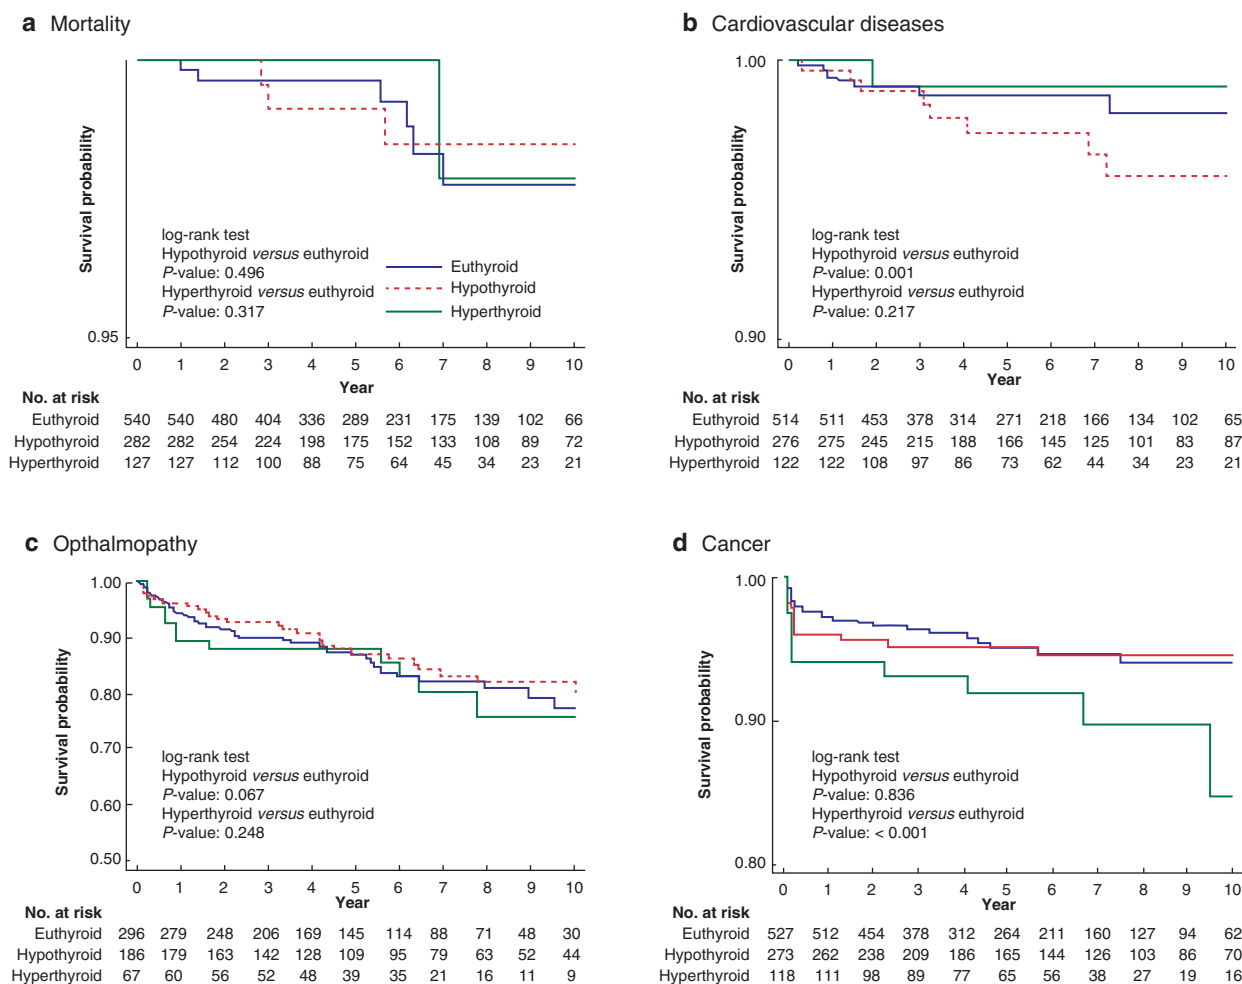 a Mortality
Survival probability
0.95
log-rank test
Hypothyroid versus euthyroid
P-value: 0.496
Hyperthyroid versus euthyroid
P-value: 0.317
Euthyroid
Hypothyroid
Hyperthyroid
0 1 2 3 4 5 6 7 8 9 10
Year
No. at risk
Euthyroid 540 540 480 404 336 289 231 175 139 102 66
Hypothyroid 282 282 254 224 198 175 152 133 108 89 72
Hyperthyroid 127 127 112 100 88 75 64 45 34 23 21
b Cardiovascular diseases
Survival probability
1.00
0.90
log-rank test
Hypothyroid versus euthyroid
P-value: 0.001
Hyperthyroid versus euthyroid
P-value: 0.217
0 1 2 3 4 5 6 7 8 9 10
Year
No. at risk
Euthyroid 514 511 453 378 314 271 218 166 134 102 65
Hypothyroid 276 275 245 215 188 166 145 125 101 83 87
Hyperthyroid 122 122 108 97 86 73 62 44 34 23 21
c Opthalmopathy
Survival probability
1.00
0.90
0.80
0.70
0.60
0.50
log-rank test
Hypothyroid versus euthyroid
P-value: 0.067
Hyperthyroid versus euthyroid
P-value: 0.248
0 1 2 3 4 5 6 7 8 9 10
Year
No. at risk
Euthyroid 296 279 248 206 169 145 114 88 71 48 30
Hypothyroid 186 179 163 142 128 109 95 79 63 52 44
Hyperthyroid 67 60 56 52 48 39 35 21 16 11 9
d Cancer
Survival probability
1.00
0.90
0.80
log-rank test
Hypothyroid versus euthyroid
P-value: 0.836
Hyperthyroid versus euthyroid
P-value: < 0.001
0 1 2 3 4 5 6 7 8 9 10
Year
No. at risk
Euthyroid 527 512 454 378 312 264 211 160 127 94 62
Hypothyroid 273 262 238 209 186 165 144 126 103 86 70
Hyperthyroid 118 111 98 89 77 65 56 38 27 19 16